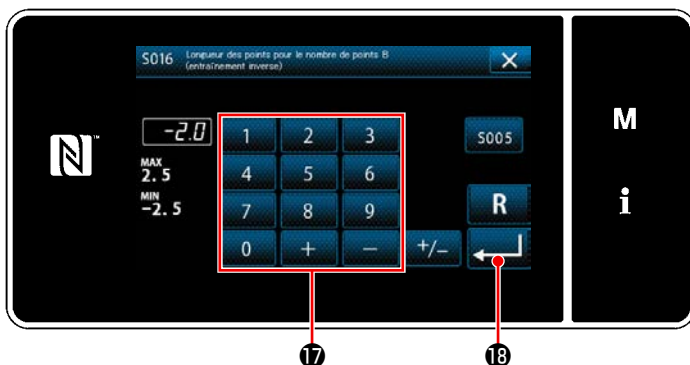 S016 Longueur des points pour le nombre de points B
(entraînement inverse)
-2.0
MAX
2.5
MIN
-2.5
1 2 3
4 5 6
7 8 9
0 + − +/−
S005
R
M
i
N™
⓱ ⓲